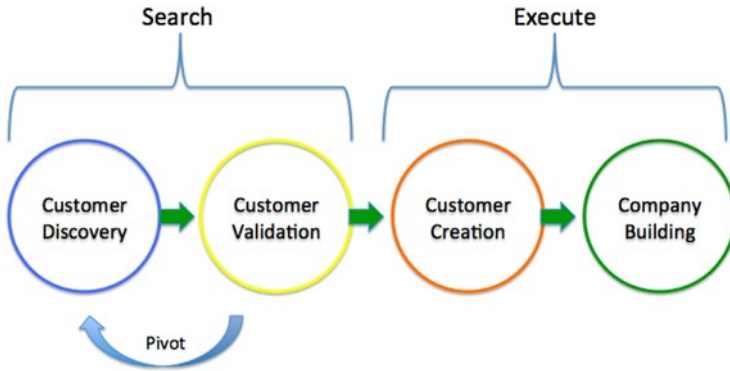 Search
Execute
Customer
Discovery
Customer
Validation
Customer
Creation
Company
Building
Pivot